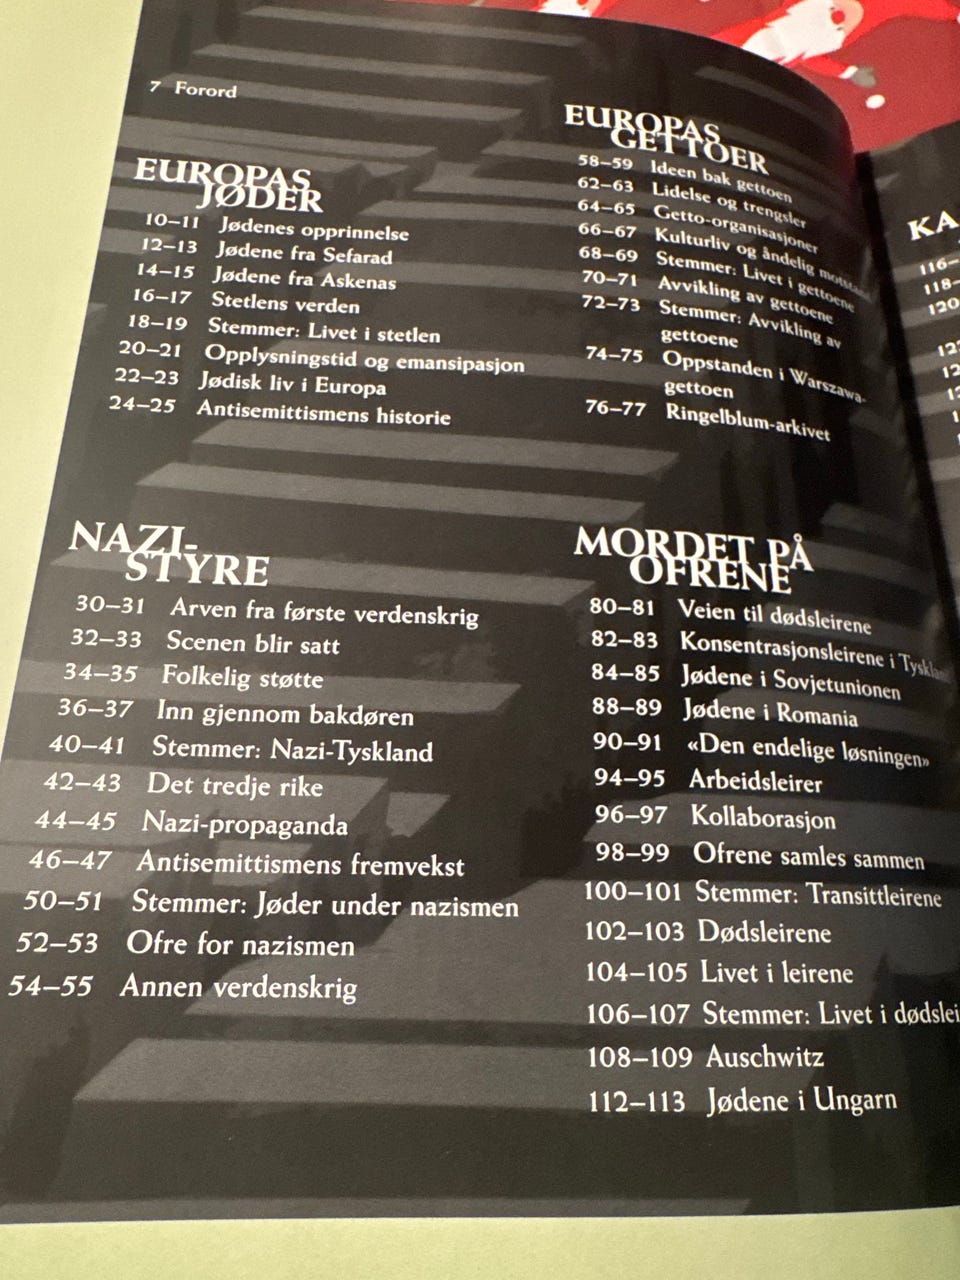 7 Forord
EUROPAS
JØDER
10–11 Jødenes opprinnelse
12–13 Jødene fra Sefarad
14–15 Jødene fra Askenas
16–17 Stetlens verden
18–19 Stemmer: Livet i stetlen
20–21 Opplysningstid og emansipasjon
22–23 Jødisk liv i Europa
24–25 Antisemittismens historie
NAZI-
STYRE
30–31 Arven fra første verdenskrig
32–33 Scenen blir satt
34–35 Folkelig støtte
36–37 Inn gjennom bakdøren
40–41 Stemmer: Nazi-Tyskland
42–43 Det tredje rike
44–45 Nazi-propaganda
46–47 Antisemittismens fremvekst
50–51 Stemmer: Jøder under nazismen
52–53 Ofre for nazismen
54–55 Annen verdenskrig
EUROPAS
GETTOER
58–59 Ideen bak gettoen
62–63 Lidelse og trengsler
64–65 Getto-organisasjoner
66–67 Kulturliv og åndelig motstand
68–69 Stemmer: Livet i gettoene
70–71 Avvikling av gettoene
72–73 Stemmer: Avvikling av
gettoene
74–75 Oppstanden i Warszawa-
gettoen
76–77 Ringelblum-arkivet
MORDET PÅ
OFRENE
80–81 Veien til dødsleirene
82–83 Konsentrasjonsleirene i Tyskland
84–85 Jødene i Sovjetunionen
88–89 Jødene i Romania
90–91 «Den endelige løsningen»
94–95 Arbeidsleirer
96–97 Kollaborasjon
98–99 Ofrene samles sammen
100–101 Stemmer: Transittleirene
102–103 Dødsleirene
104–105 Livet i leirene
106–107 Stemmer: Livet i dødslei
108–109 Auschwitz
112–113 Jødene i Ungarn
KA
116–
118–
120